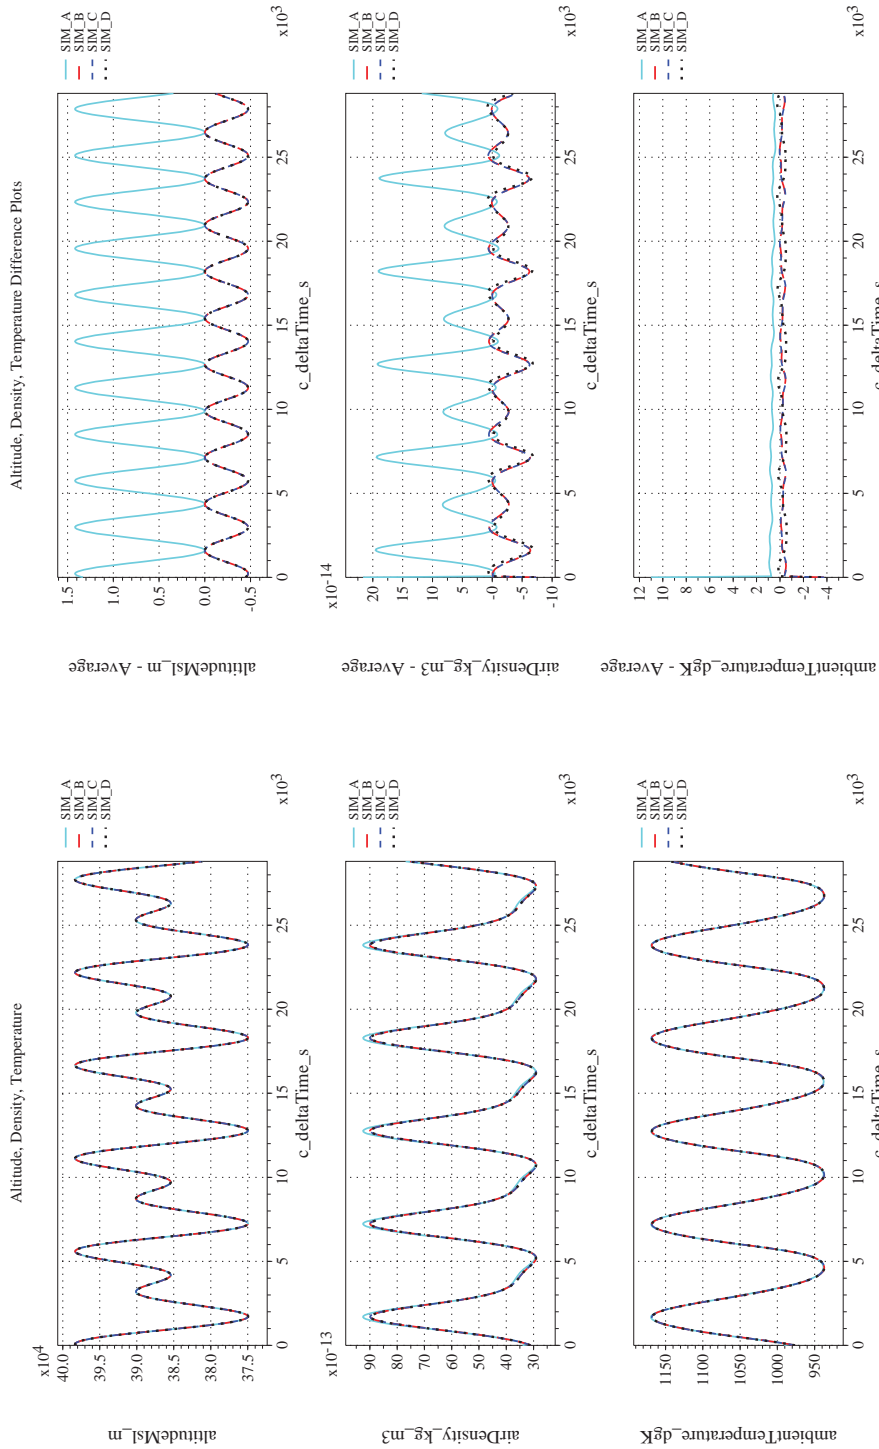 Altitude, Density, Temperature
x10^4
40.0
39.5
39.0
38.5
38.0
37.5
altitudeMsl_m
0
5
10
15
20
25
x10^3
c_deltaTime_s
SIM_A
SIM_B
SIM_C
SIM_D
x10^-13
90
80
70
60
50
40
30
airDensity_kg_m3
0
5
10
15
20
25
x10^3
c_deltaTime_s
SIM_A
SIM_B
SIM_C
SIM_D
1150
1100
1050
1000
950
ambientTemperature_dgK
0
5
10
15
20
25
x10^3
c_deltaTime_s
SIM_A
SIM_B
SIM_C
SIM_D
Altitude, Density, Temperature Difference Plots
1.5
1.0
0.5
0.0
-0.5
altitudeMsl_m - Average
0
5
10
15
20
25
x10^3
c_deltaTime_s
SIM_A
SIM_B
SIM_C
SIM_D
x10^-14
20
15
10
5
0
-5
-10
airDensity_kg_m3 - Average
0
5
10
15
20
25
x10^3
c_deltaTime_s
SIM_A
SIM_B
SIM_C
SIM_D
12
10
8
6
4
2
0
-2
-4
ambientTemperature_dgK - Average
0
5
10
15
20
25
x10^3
c_deltaTime_s
SIM_A
SIM_B
SIM_C
SIM_D